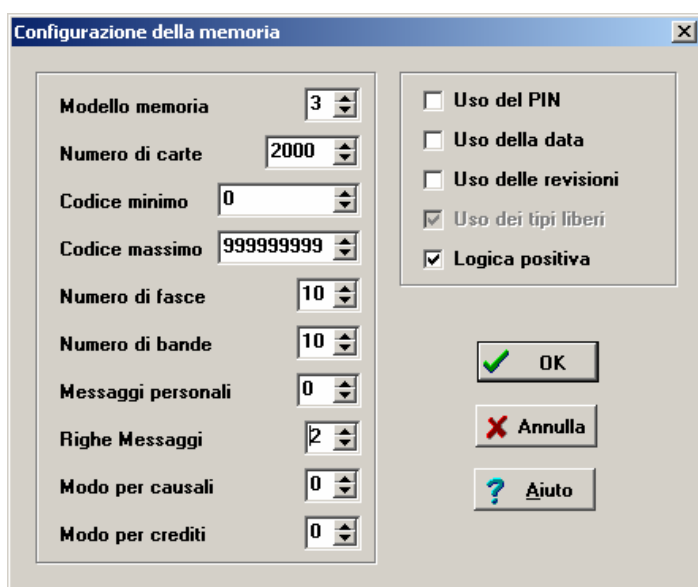 Configurazione della memoria
Modello memoria 3
Numero di carte 2000
Codice minimo 0
Codice massimo 999999999
Numero di fasce 10
Numero di bande 10
Messaggi personali 0
Righe Messaggi 2
Modo per causali 0
Modo per crediti 0
Uso del PIN
Uso della data
Uso delle revisioni
Uso dei tipi liberi
Logica positiva
OK
Annulla
Aiuto